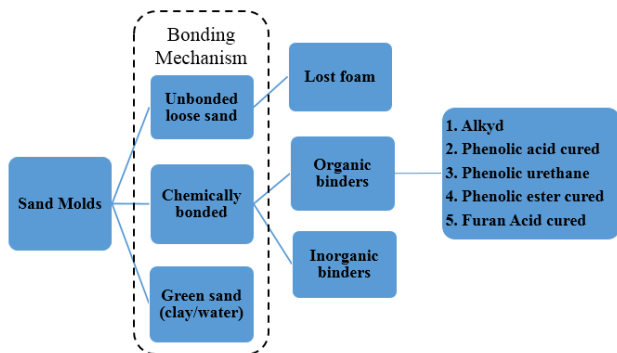 Bonding
Mechanism
Sand Molds
Unbonded
loose sand
Chemically
bonded
Green sand
(clay/water)
Lost foam
Organic
binders
Inorganic
binders
1. Alkyd
2. Phenolic acid cured
3. Phenolic urethane
4. Phenolic ester cured
5. Furan Acid cured